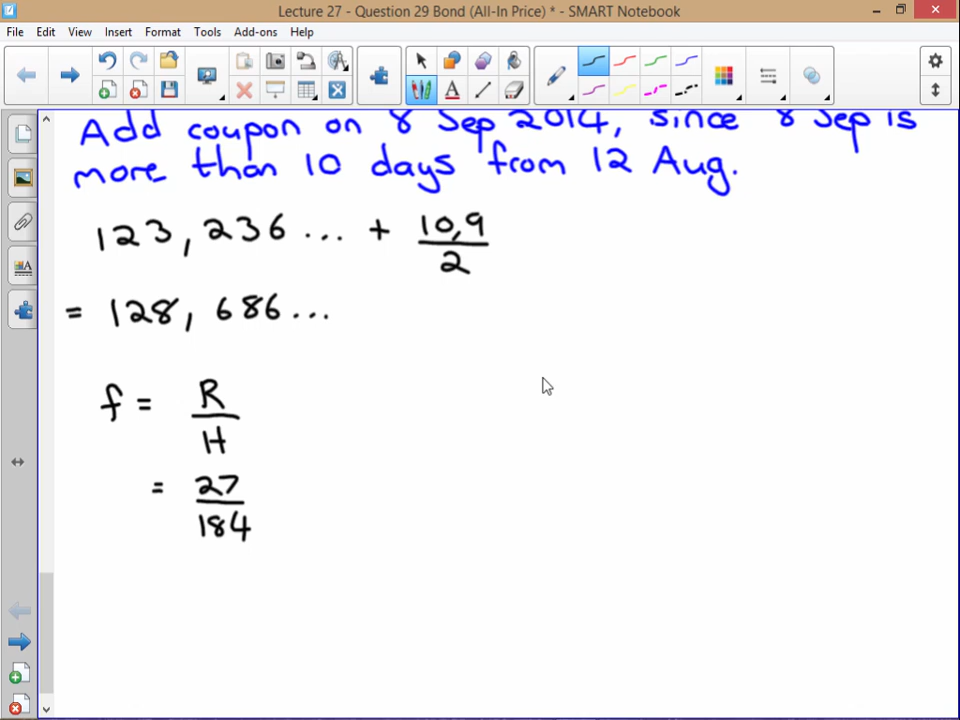 Lecture 27 - Question 29 Bond (All-In Price) * - SMART Notebook
File Edit View Insert Format Tools Add-ons Help
Add coupon on 8 Sep 2014, since 8 Sep is
more than 10 days from 12 Aug.
123,236... + 10,9/2
= 128,686...
f = R/H
= 27/184